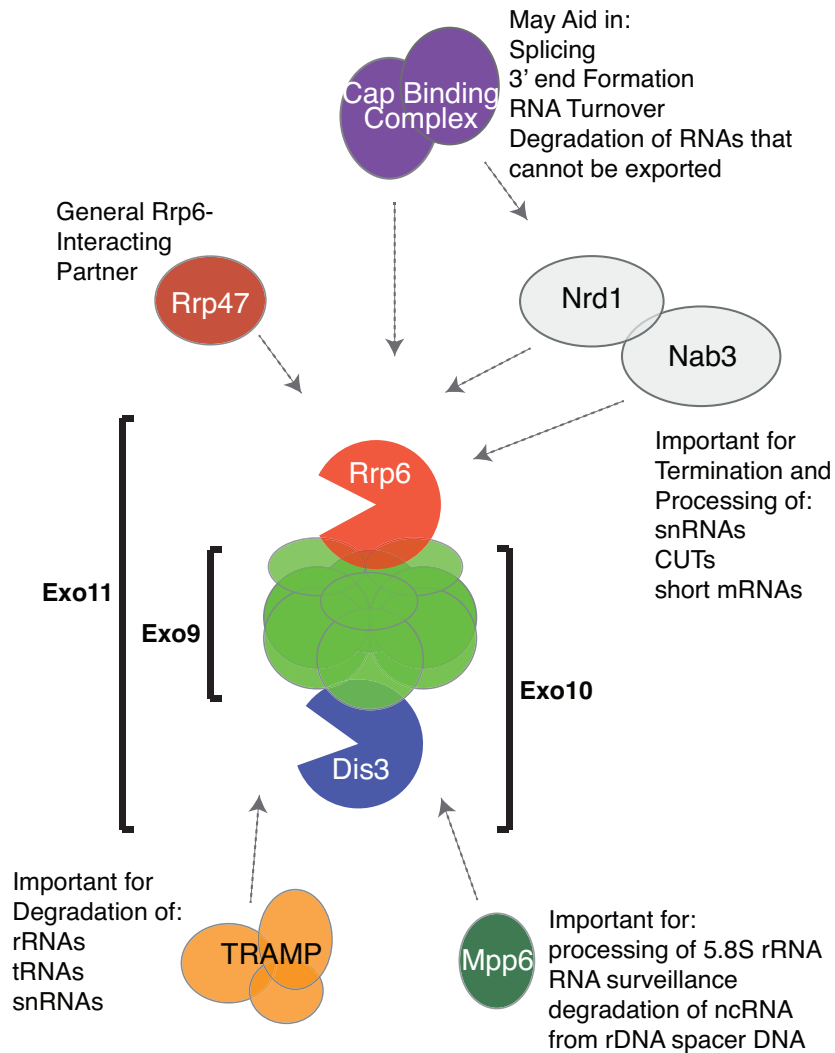 May Aid in:
Splicing
3’ end Formation
RNA Turnover
Degradation of RNAs that
cannot be exported
Cap Binding
Complex
General Rrp6-
Interacting
Partner
Rrp47
Nrd1
Nab3
Important for
Termination and
Processing of:
snRNAs
CUTs
short mRNAs
Rrp6
Exo11
Exo9
Exo10
Dis3
Important for
Degradation of:
rRNAs
tRNAs
snRNAs
TRAMP
Mpp6
Important for:
processing of 5.8S rRNA
RNA surveillance
degradation of ncRNA
from rDNA spacer DNA